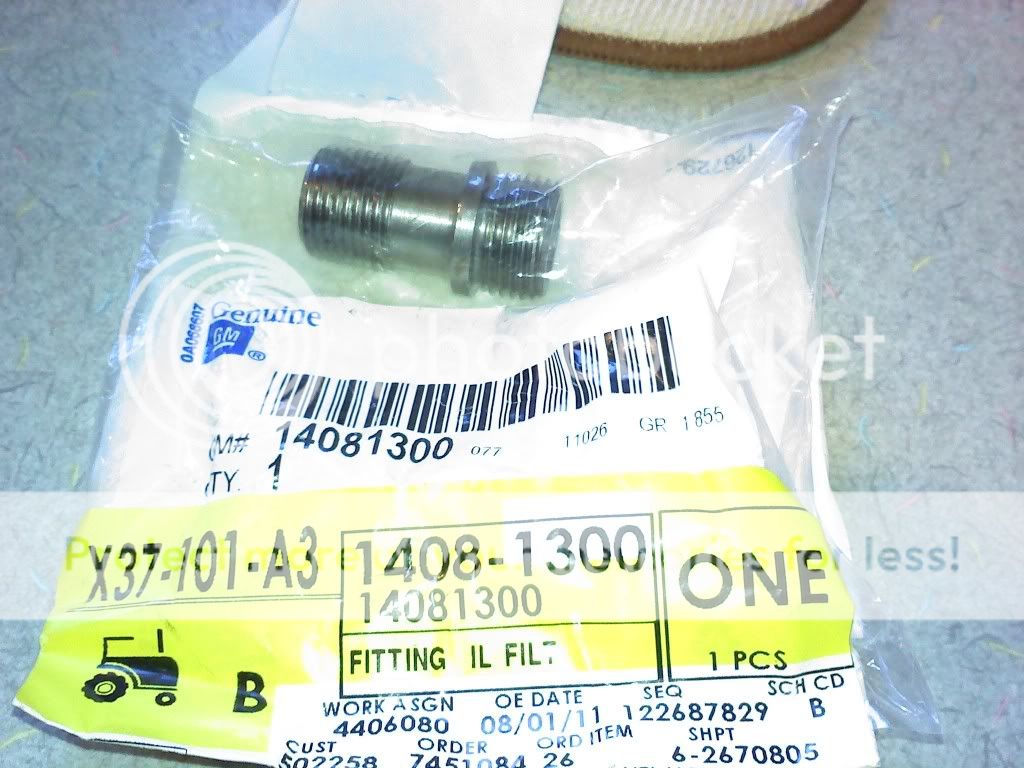 Genuine
GM ®
0A068607
photobucket
M# 14081300 077 11026 GR 1855
TY. 1
Protect more of your memories for less!
X37-101-A3
1408-1300
14081300
ONE
FITTING IL FILT
1 PCS
B
WORK ASGN OE DATE SEQ SCH CD
4406080 08/01/11 122687829 B
CUST ORDER ORD ITEM SHPT
502258 7451084 26 6-2670805